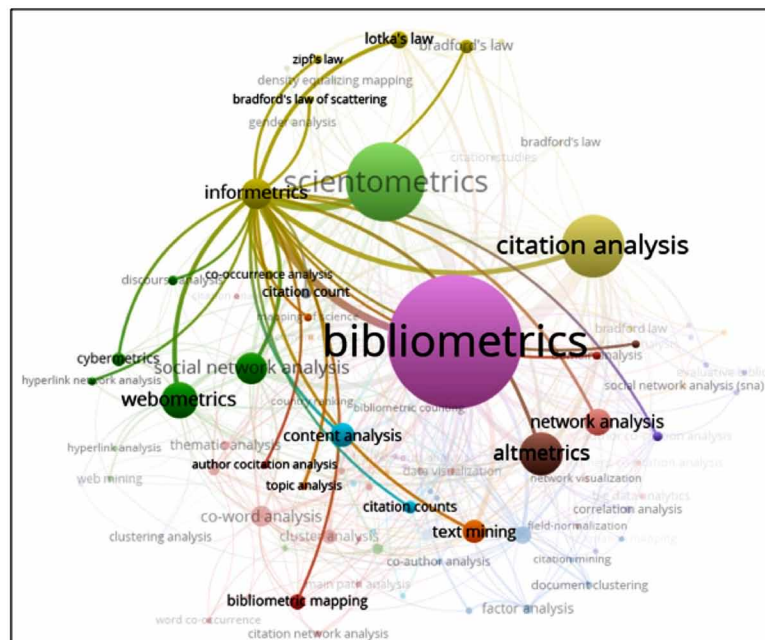 lotka's law
bradford's law
zipf's law
density equalizing mapping
bradford's law of scattering
gender analysis
bradford's law
citation studies
scientometrics
informetrics
citation analysis
co-occurrence analysis
discourse analysis
citation count
mapping of science
bradford law
bibliometrics
cybermetrics
social network analysis
hyperlink network analysis
country ranking
social network analysis (sna)
webometrics
bibliometric counting
network analysis
content analysis
thematic analysis
hyperlink analysis
altmetrics
author cocitation analysis
data visualization
web mining
topic analysis
network visualization
citation counts
correlation analysis
co-word analysis
field-normalization
text mining
clustering analysis
cluster analysis
co-author analysis
citation mining
main path analysis
document clustering
bibliometric mapping
factor analysis
word co-occurrence
citation network analysis